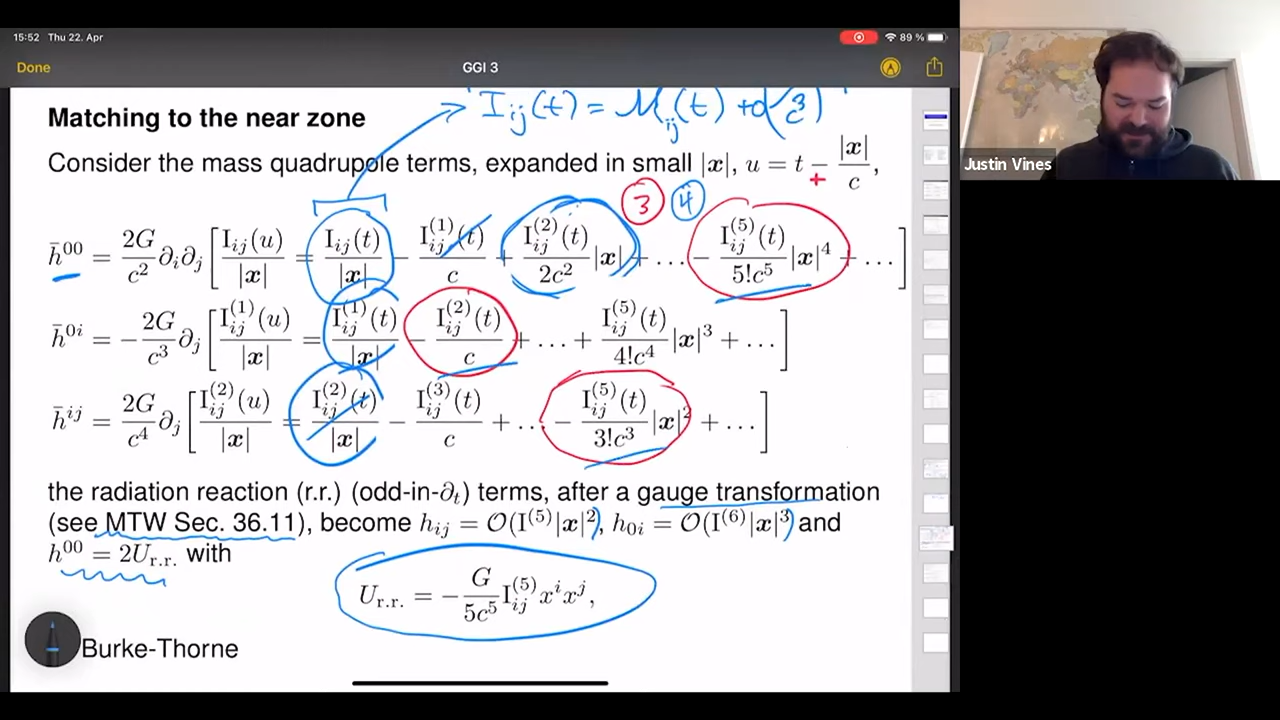 15:52 Thu 22. Apr
89 %
Done
GGI 3
I_ij(t) = M_ij(t) + O(3/c)
Matching to the near zone
Consider the mass quadrupole terms, expanded in small |x|, u = t − |x|/c,
+
3 4
h̄^00 = 2G/c^2 ∂_i∂_j [ I_ij(u)/|x| = I_ij(t)/|x| − I_ij^(1)(t)/c + I_ij^(2)(t)/2c^2 |x| + … − I_ij^(5)(t)/5!c^5 |x|^4 + … ]
h̄^0i = − 2G/c^3 ∂_j [ I_ij^(1)(u)/|x| = I_ij^(1)(t)/|x| − I_ij^(2)(t)/c + … + I_ij^(5)(t)/4!c^4 |x|^3 + … ]
h̄^ij = 2G/c^4 ∂_j [ I_ij^(2)(u)/|x| = I_ij^(2)(t)/|x| − I_ij^(3)(t)/c + … − I_ij^(5)(t)/3!c^3 |x|^2 + … ]
the radiation reaction (r.r.) (odd-in-∂_t) terms, after a gauge transformation
(see MTW Sec. 36.11), become h_ij = O(I^(5)|x|^2), h_0i = O(I^(6)|x|^3) and
h^00 = 2U_r.r. with
U_r.r. = − G/5c^5 I_ij^(5) x^i x^j,
Burke-Thorne
Justin Vines